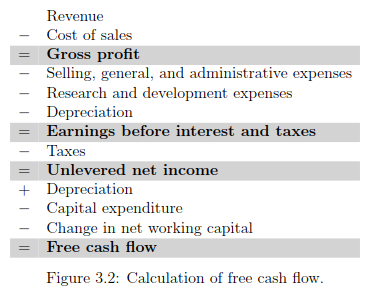 Revenue
− Cost of sales
= Gross profit
− Selling, general, and administrative expenses
− Research and development expenses
− Depreciation
= Earnings before interest and taxes
− Taxes
= Unlevered net income
+ Depreciation
− Capital expenditure
− Change in net working capital
= Free cash flow
Figure 3.2: Calculation of free cash flow.